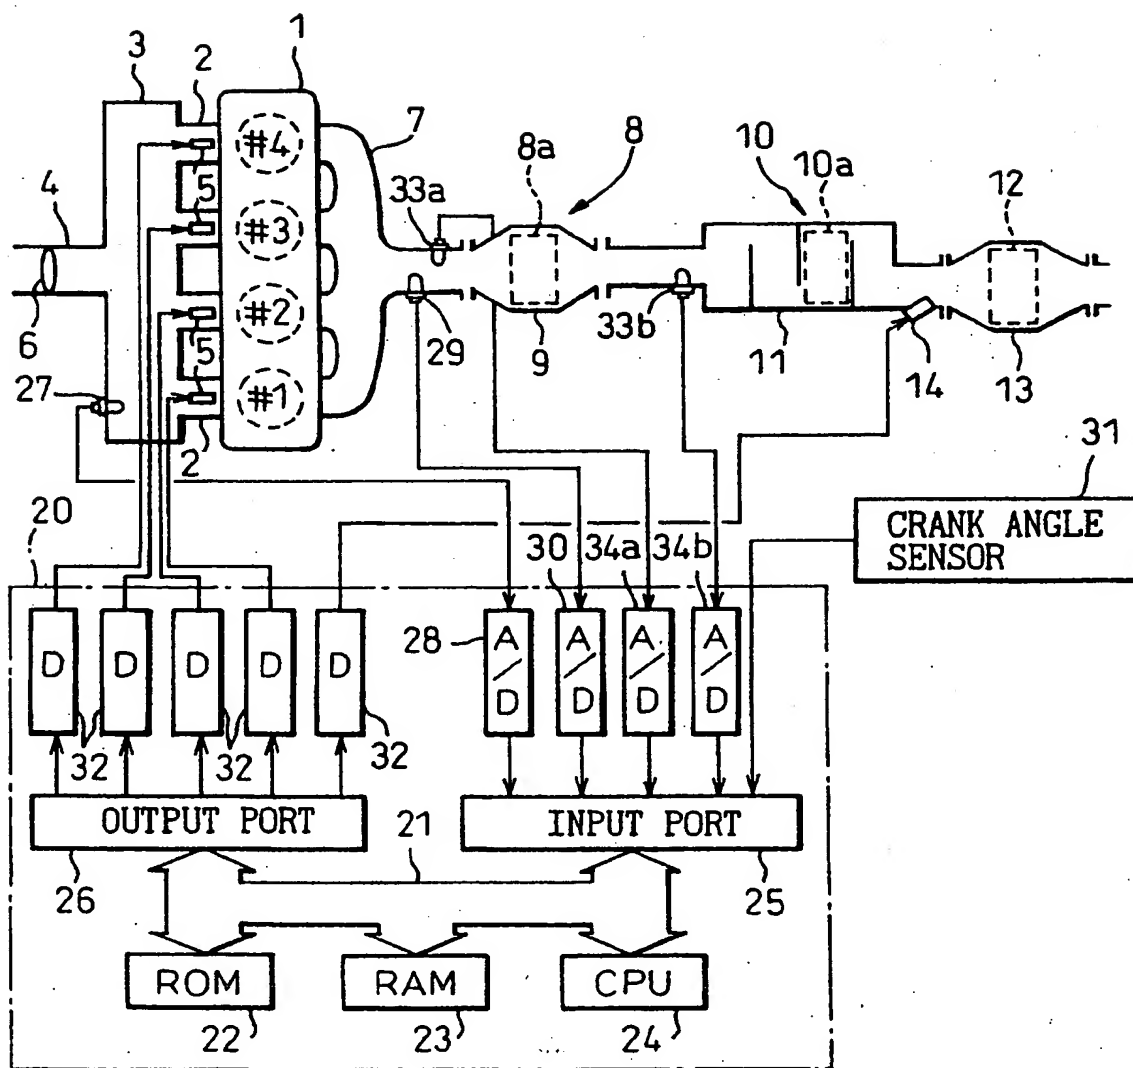 1
3
2
7
8
8a
10
10a
12
4
33a
#4
5
#3
6
#2
5
29
9
33b
11
14
13
27
#1
2
31
20
30
34a
34b
CRANK ANGLE
SENSOR
D
D
D
D
D
28
A/D
A/D
A/D
A/D
32
32
32
OUTPUT PORT
21
INPUT PORT
26
25
ROM
RAM
CPU
22
23
24